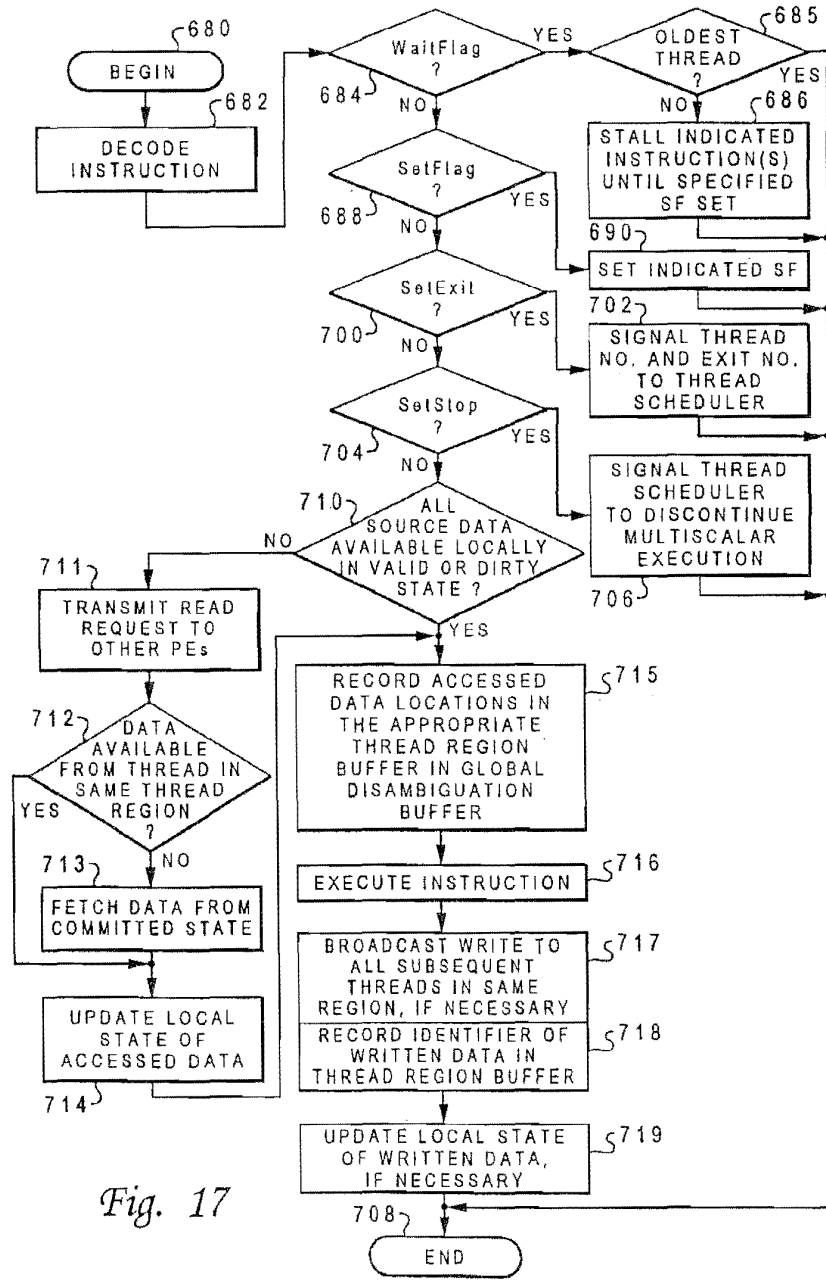 680
BEGIN
682
DECODE
INSTRUCTION
WaitFlag
?
684
YES
NO
685
OLDEST
THREAD
?
YES
NO
686
STALL INDICATED
INSTRUCTION(S)
UNTIL SPECIFIED
SF SET
SetFlag
?
688
YES
NO
690
SET INDICATED SF
SetExit
?
700
YES
NO
702
SIGNAL THREAD
NO. AND EXIT NO.
TO THREAD
SCHEDULER
SetStop
?
704
YES
NO
SIGNAL THREAD
SCHEDULER
TO DISCONTINUE
MULTISCALAR
EXECUTION
706
710
ALL
SOURCE DATA
AVAILABLE LOCALLY
IN VALID OR DIRTY
STATE ?
NO
YES
711
TRANSMIT READ
REQUEST TO
OTHER PEs
712
DATA
AVAILABLE
FROM THREAD IN
SAME THREAD
REGION
?
YES
NO
713
FETCH DATA FROM
COMMITTED STATE
UPDATE LOCAL
STATE OF
ACCESSED DATA
714
RECORD ACCESSED
DATA LOCATIONS IN
THE APPROPRIATE
THREAD REGION
BUFFER IN GLOBAL
DISAMBIGUATION
BUFFER
715
EXECUTE INSTRUCTION
716
BROADCAST WRITE TO
ALL SUBSEQUENT
THREADS IN SAME
REGION, IF NECESSARY
717
RECORD IDENTIFIER OF
WRITTEN DATA IN
THREAD REGION BUFFER
718
UPDATE LOCAL STATE
OF WRITTEN DATA,
IF NECESSARY
719
708
END
Fig. 17